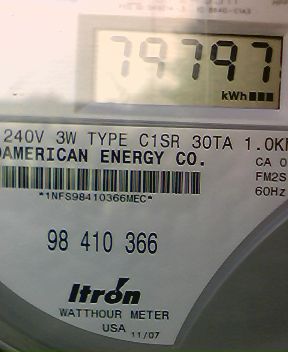 79797
kWh
240V 3W TYPE C1SR 30TA 1.0K
AMERICAN ENERGY CO.
CA 0
FM2S
60Hz
*1NFS98410366MEC*
98 410 366
Itron
WATTHOUR METER
USA 11/07